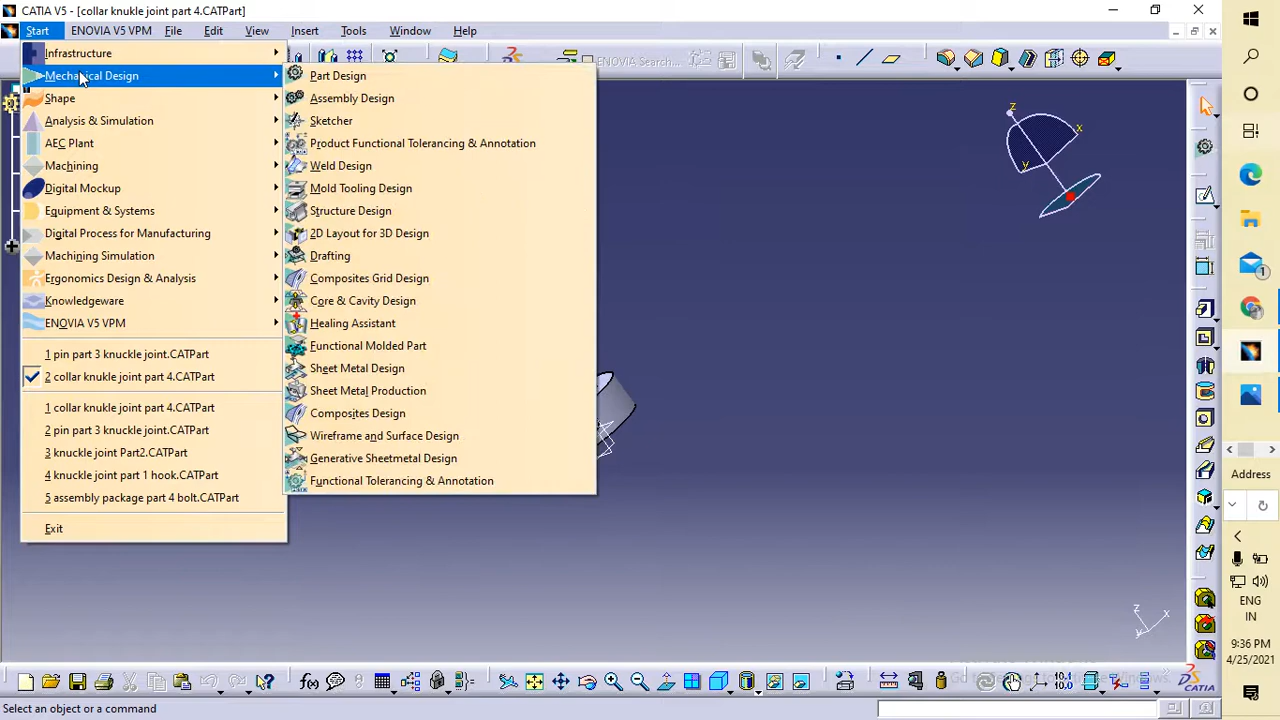 CATIA V5 - [collar knukle joint part 4.CATPart]
Start ENOVIA V5 VPM File Edit View Insert Tools Window Help
ENOVIA Search...
Infrastructure
Mechanical Design
Shape
Analysis & Simulation
AEC Plant
Machining
Digital Mockup
Equipment & Systems
Digital Process for Manufacturing
Machining Simulation
Ergonomics Design & Analysis
Knowledgeware
ENOVIA V5 VPM
1 pin part 3 knuckle joint.CATPart
2 collar knukle joint part 4.CATPart
1 collar knukle joint part 4.CATPart
2 pin part 3 knuckle joint.CATPart
3 knuckle joint Part2.CATPart
4 knuckle joint part 1 hook.CATPart
5 assembly package part 4 bolt.CATPart
Exit
Part Design
Assembly Design
Sketcher
Product Functional Tolerancing & Annotation
Weld Design
Mold Tooling Design
Structure Design
2D Layout for 3D Design
Drafting
Composites Grid Design
Core & Cavity Design
Healing Assistant
Functional Molded Part
Sheet Metal Design
Sheet Metal Production
Composites Design
Wireframe and Surface Design
Generative Sheetmetal Design
Functional Tolerancing & Annotation
z
x
y
z
x
y
1
Address
ENG
IN
9:36 PM
4/25/2021
f(x)
10.0
CATIA
Select an object or a command